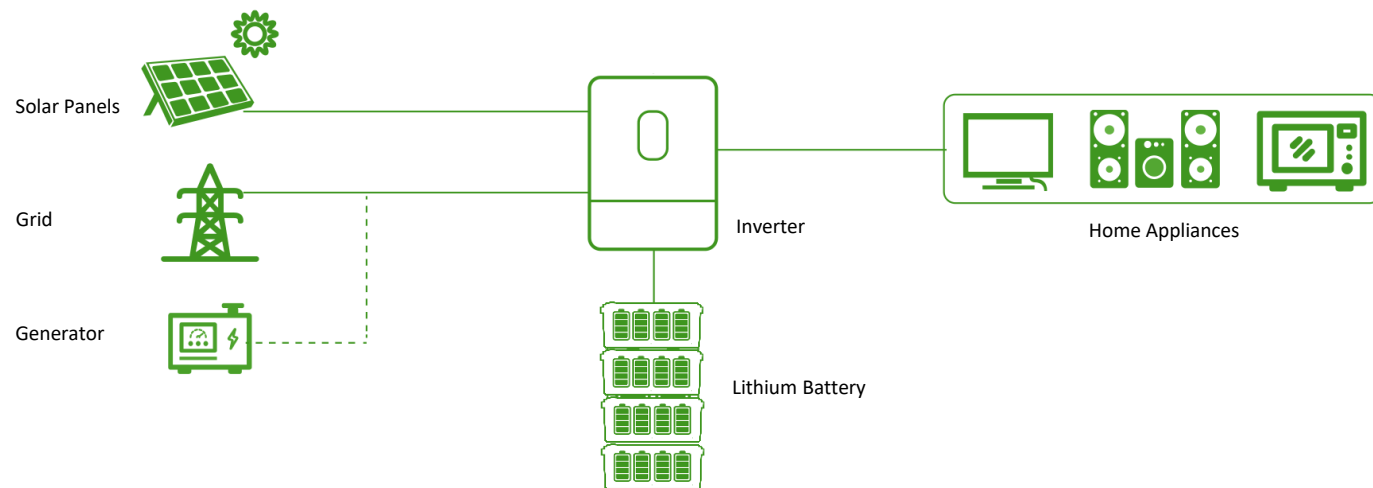 Solar Panels
Grid
Inverter
Home Appliances
Generator
Lithium Battery